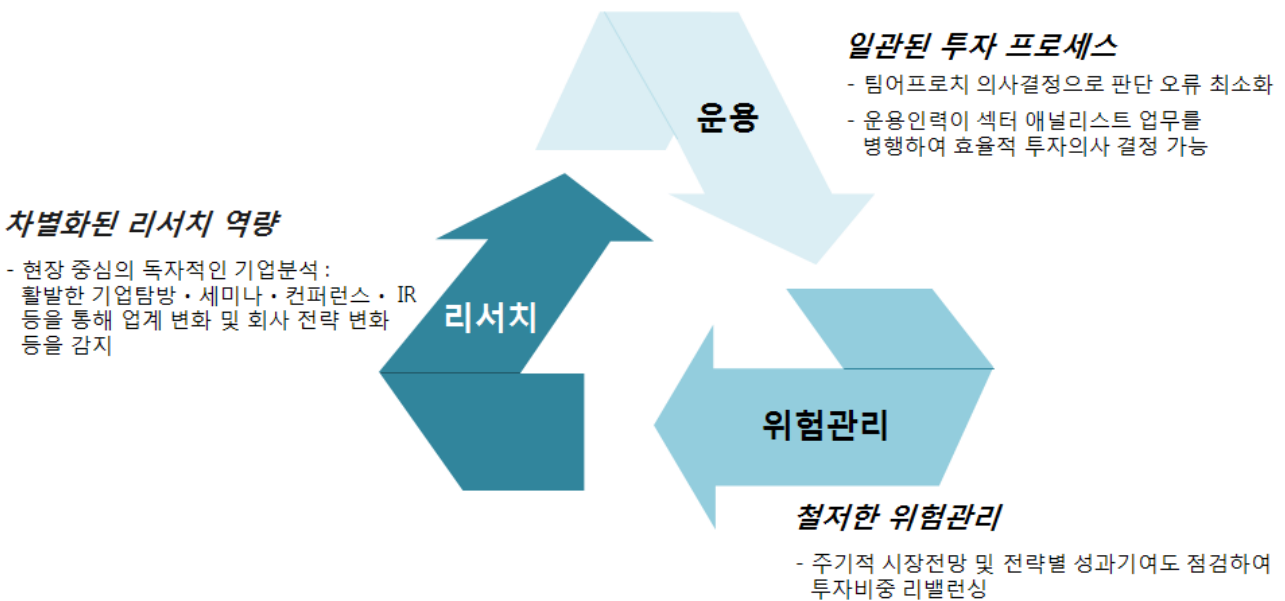 일관된 투자 프로세스
- 팀어프로치 의사결정으로 판단 오류 최소화
- 운용인력이 섹터 애널리스트 업무를
병행하여 효율적 투자의사 결정 가능
운용
차별화된 리서치 역량
- 현장 중심의 독자적인 기업분석 :
활발한 기업탐방・세미나・컨퍼런스・ IR
등을 통해 업계 변화 및 회사 전략 변화
등을 감지
리서치
위험관리
철저한 위험관리
- 주기적 시장전망 및 전략별 성과기여도 점검하여
투자비중 리밸런싱